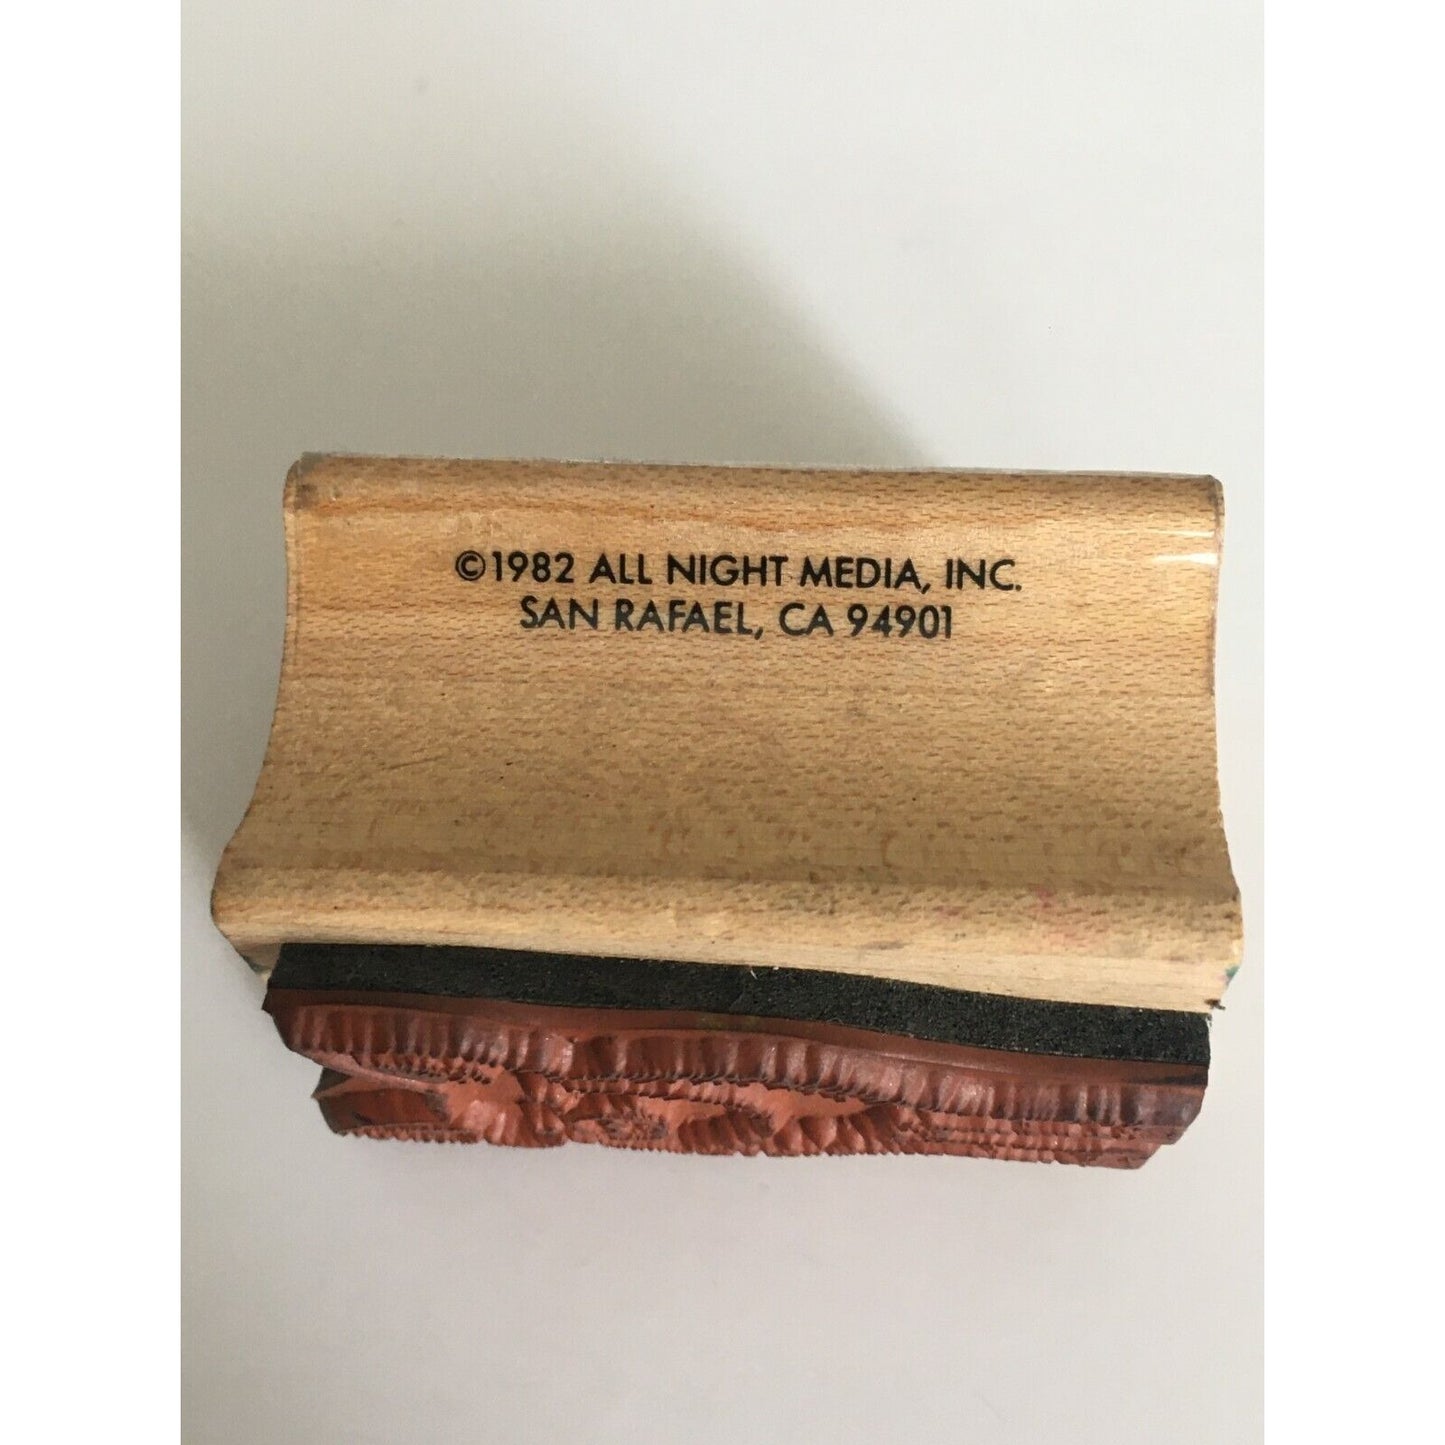 ©1982 ALL NIGHT MEDIA, INC.
SAN RAFAEL, CA 94901